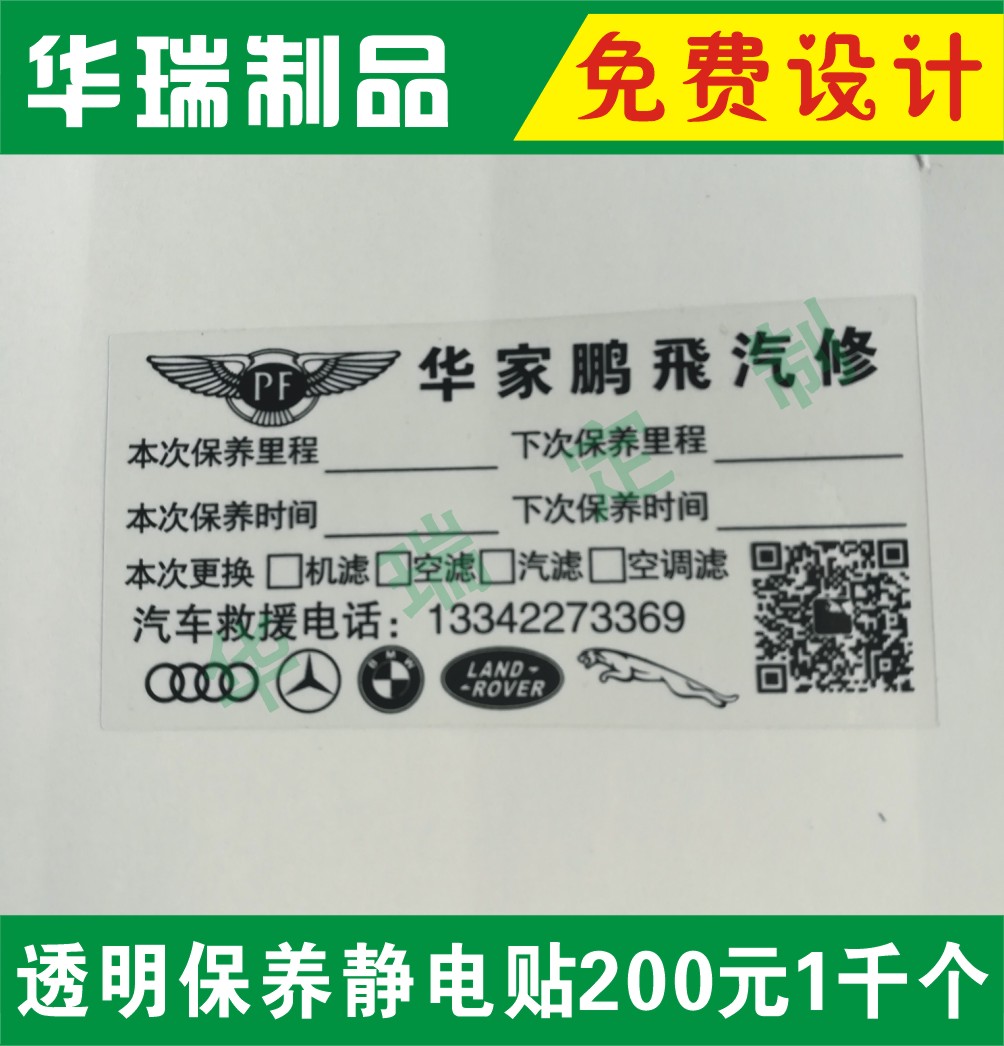 华瑞制品
免费设计
PF
华家鹏飛汽修
本次保养里程 下次保养里程
本次保养时间 下次保养时间
本次更换 机滤 空滤 汽滤 空调滤
汽车救援电话：13342273369
BMW
LAND-
-ROVER
华瑞定制
透明保养静电贴200元1千个